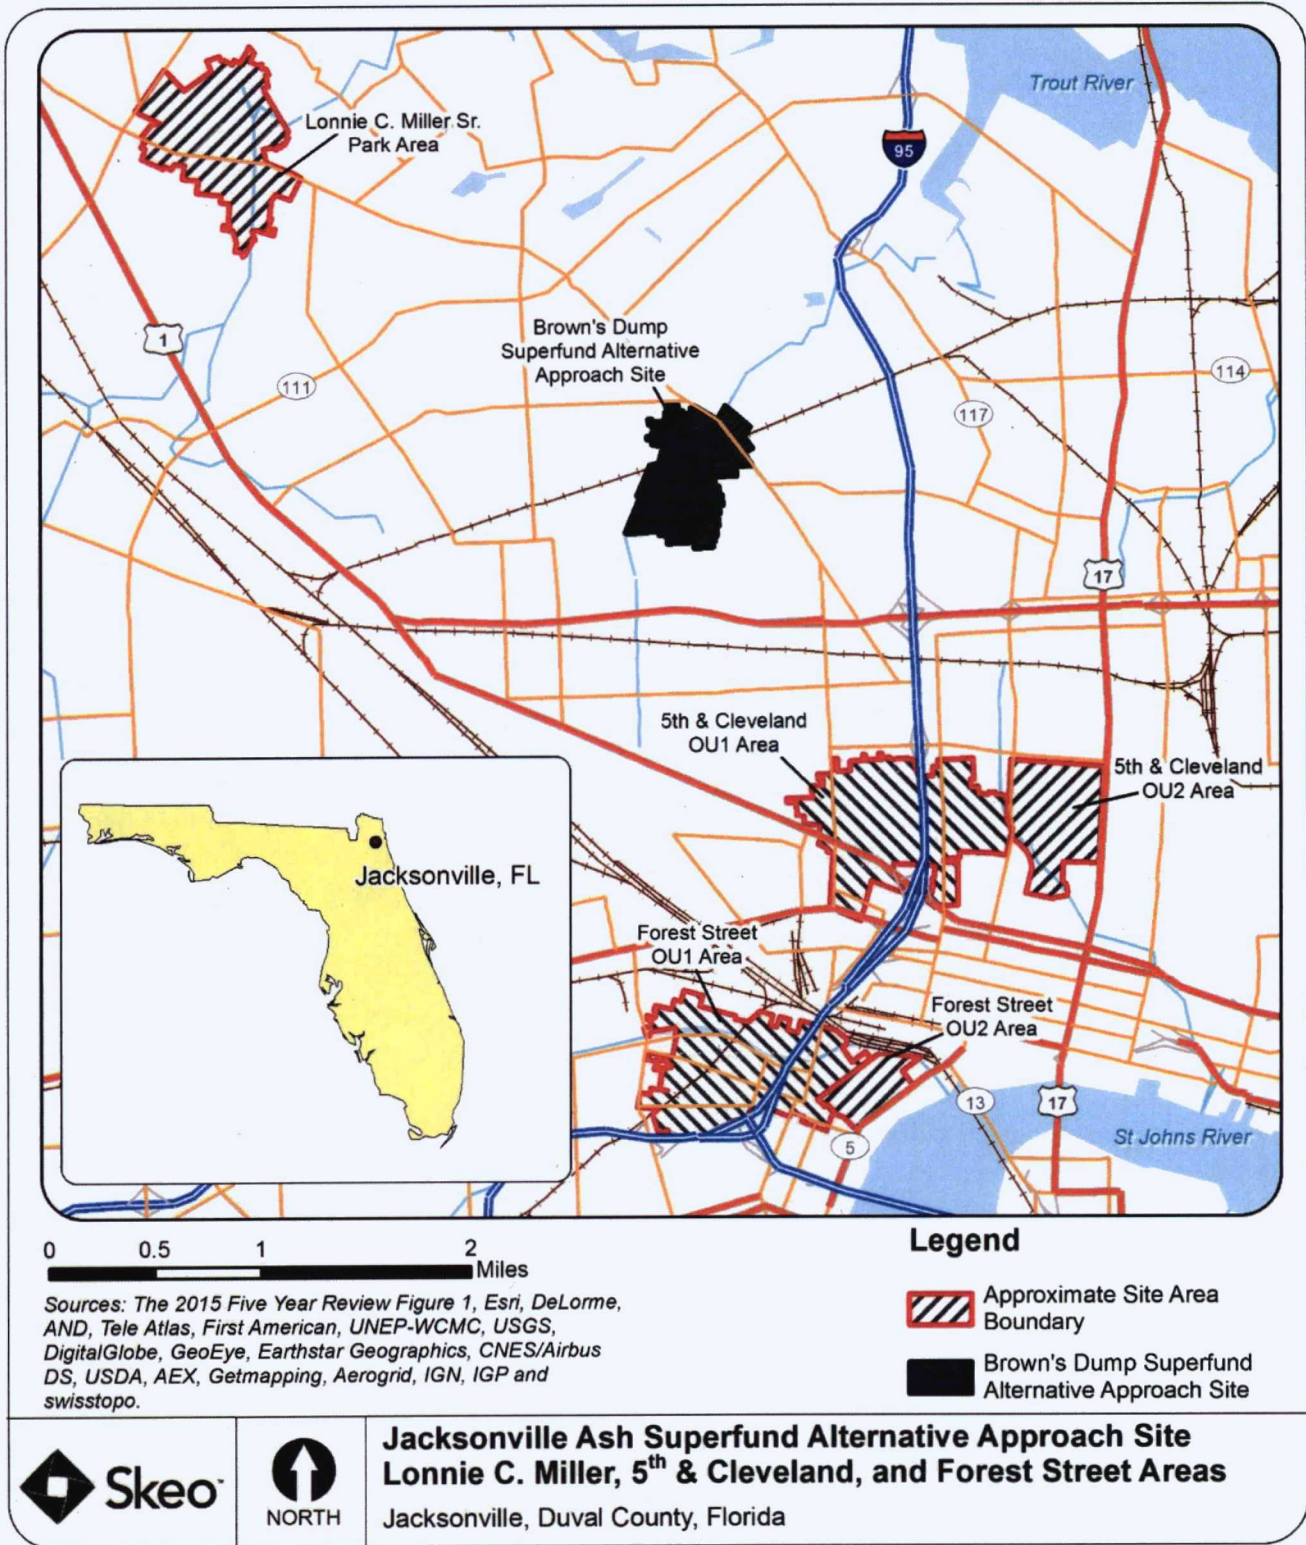 Trout River
Lonnie C. Miller Sr.
Park Area
95
Brown's Dump
Superfund Alternative
Approach Site
1
111
114
117
17
5th & Cleveland
OU1 Area
5th & Cleveland
OU2 Area
Jacksonville, FL
Forest Street
OU1 Area
Forest Street
OU2 Area
13
17
5
St Johns River
0 0.5 1 2
Miles
Sources: The 2015 Five Year Review Figure 1, Esri, DeLorme,
AND, Tele Atlas, First American, UNEP-WCMC, USGS,
DigitalGlobe, GeoEye, Earthstar Geographics, CNES/Airbus
DS, USDA, AEX, Getmapping, Aerogrid, IGN, IGP and
swisstopo.
Legend
Approximate Site Area
Boundary
Brown's Dump Superfund
Alternative Approach Site
Skeo™
NORTH
Jacksonville Ash Superfund Alternative Approach Site
Lonnie C. Miller, 5th & Cleveland, and Forest Street Areas
Jacksonville, Duval County, Florida